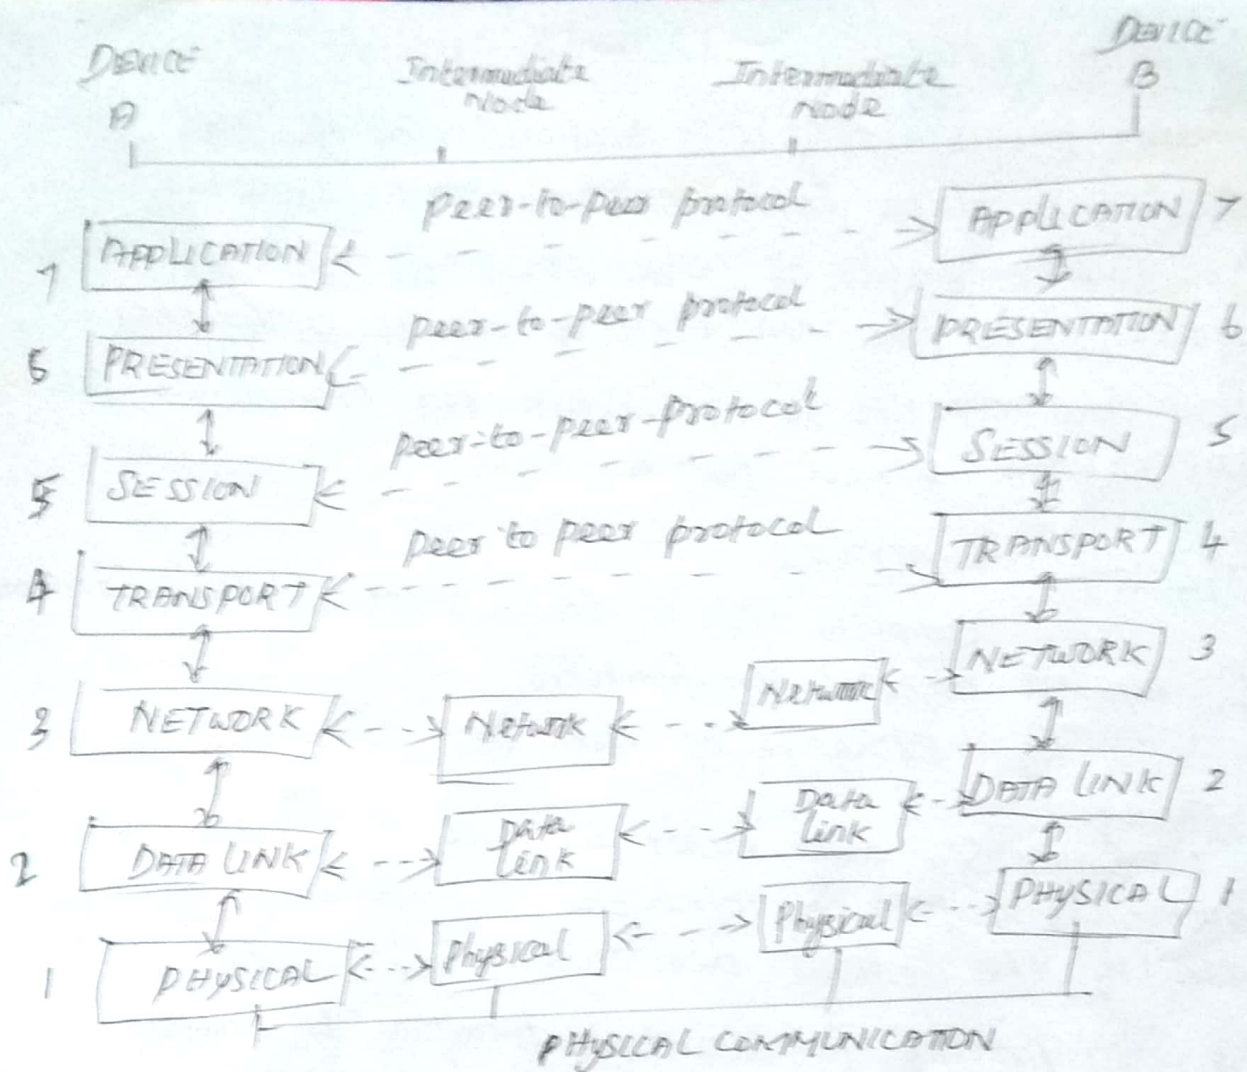 DEVICE
A
Intermediate
Node
Intermediate
Node
DEVICE
B
peer-to-peer protocol
7 APPLICATION
APPLICATION 7
peer-to-peer protocol
6 PRESENTATION
PRESENTATION 6
peer-to-peer-protocol
5 SESSION
SESSION 5
peer to peer protocol
4 TRANSPORT
TRANSPORT 4
3 NETWORK
Network
Network
NETWORK 3
2 DATA LINK
Data
link
Data
link
DATA LINK 2
1 PHYSICAL
Physical
Physical
PHYSICAL 1
PHYSICAL COMMUNICATION